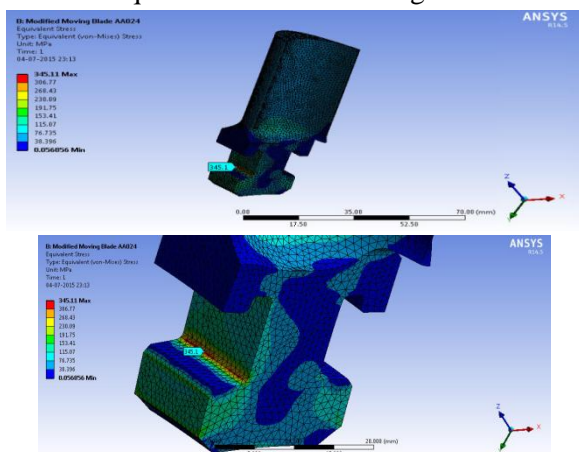 B: Modified Moving Blade AAB24
Equivalent Stress
Type: Equivalent (von-Mises) Stress
Unit: MPa
Time: 1
04-07-2015 23:13
345.11 Max
306.77
268.43
230.09
191.75
153.41
115.07
76.735
38.396
0.056856 Min
ANSYS
R14.5
345.1
0.00
35.00
70.00 (mm)
17.50
52.50
Z
X
Y
B: Modified Moving Blade AAB24
Equivalent Stress
Type: Equivalent (von-Mises) Stress
Unit: MPa
Time: 1
04-07-2015 23:13
345.11 Max
306.77
268.43
230.09
191.75
153.41
115.07
76.735
38.396
0.056856 Min
ANSYS
R14.5
345.1
20.000 (mm)
Z
X
Y